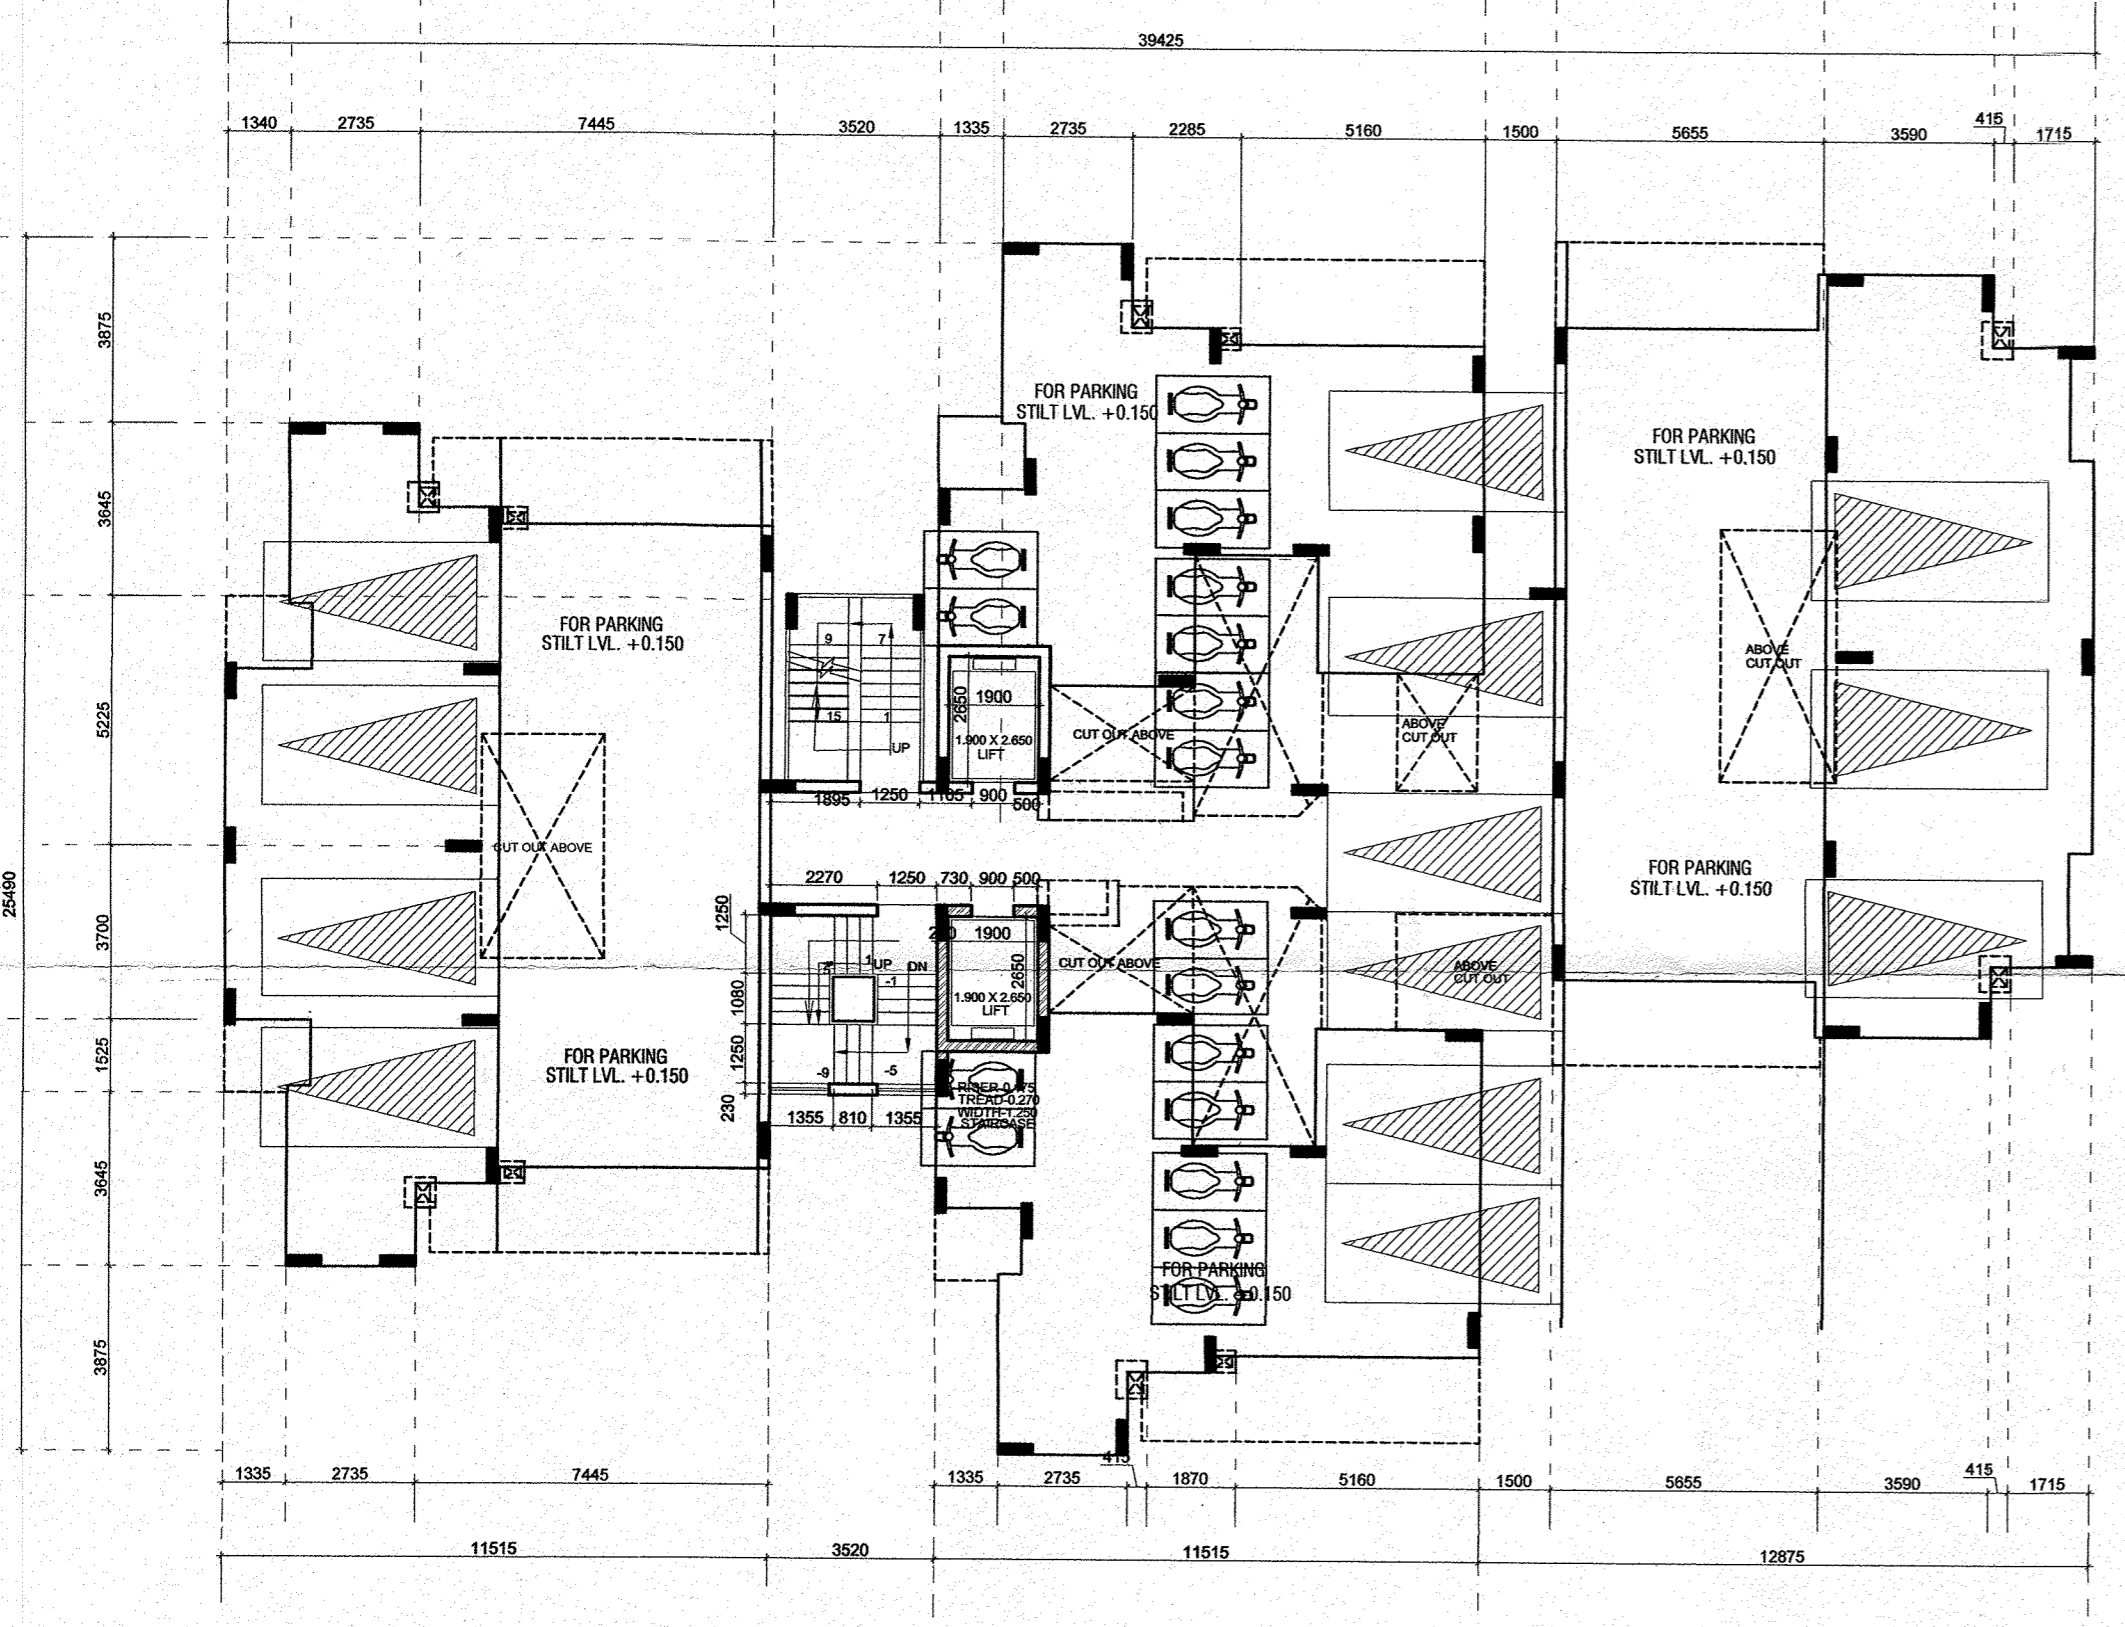 39425
1340 2735 7445 3520 1335 2735 2285 5160 1500 5655 3590 415 1715
3875
3645
5225
3700
1525
3645
3875
25490
FOR PARKING
STILT LVL. +0.150
FOR PARKING
STILT LVL. +0.150
FOR PARKING
STILT LVL. +0.150
9 7
15 1
UP
2650
1900
1.900 X 2.650
LIFT
CUT OUT ABOVE
ABOVE
CUT OUT
ABOVE
CUT OUT
1895 1250 1105 900 500
CUT OUT ABOVE
FOR PARKING
STILT LVL. +0.150
2270 1250 730 900 500
1250
1080
1250
230
1 UP DN
-1
-9 -5
1900
2650
1.900 X 2.650
LIFT
CUT OUT ABOVE
ABOVE
CUT OUT
FOR PARKING
STILT LVL. +0.150
RISER-0.175
TREAD-0.270
WIDTH-1.250
STAIRCASE
1355 810 1355
FOR PARKING
STILT LVL. +0.150
1335 2735 7445 1335 2735 415 1870 5160 1500 5655 3590 415 1715
11515 3520 11515 12875